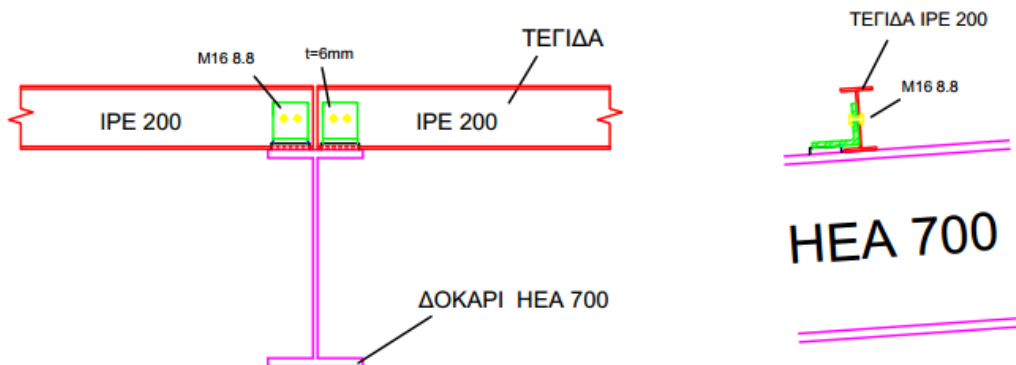 M16 8.8
t=6mm
ΤΕΓΙΔΑ
IPE 200
IPE 200
ΔΟΚΑΡΙ HEA 700
ΤΕΓΙΔΑ IPE 200
M16 8.8
HEA 700